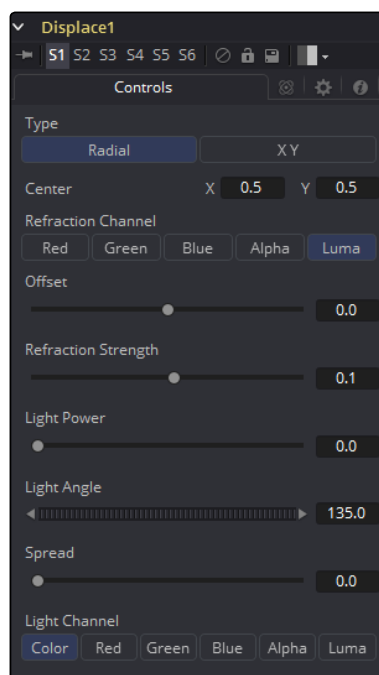 Displace1
S1 S2 S3 S4 S5 S6
Controls
Type
Radial X Y
Center X 0.5 Y 0.5
Refraction Channel
Red Green Blue Alpha Luma
Offset
0.0
Refraction Strength
0.1
Light Power
0.0
Light Angle
135.0
Spread
0.0
Light Channel
Color Red Green Blue Alpha Luma